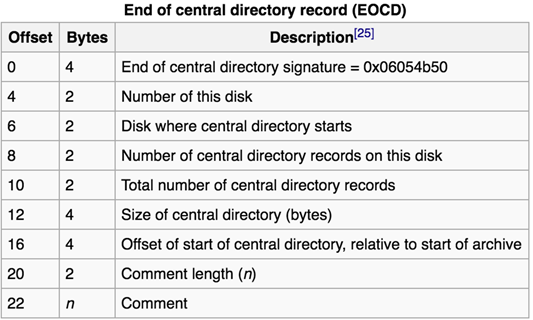 End of central directory record (EOCD)
Offset Bytes Description[25]
0 4 End of central directory signature = 0x06054b50
4 2 Number of this disk
6 2 Disk where central directory starts
8 2 Number of central directory records on this disk
10 2 Total number of central directory records
12 4 Size of central directory (bytes)
16 4 Offset of start of central directory, relative to start of archive
20 2 Comment length (n)
22 n Comment